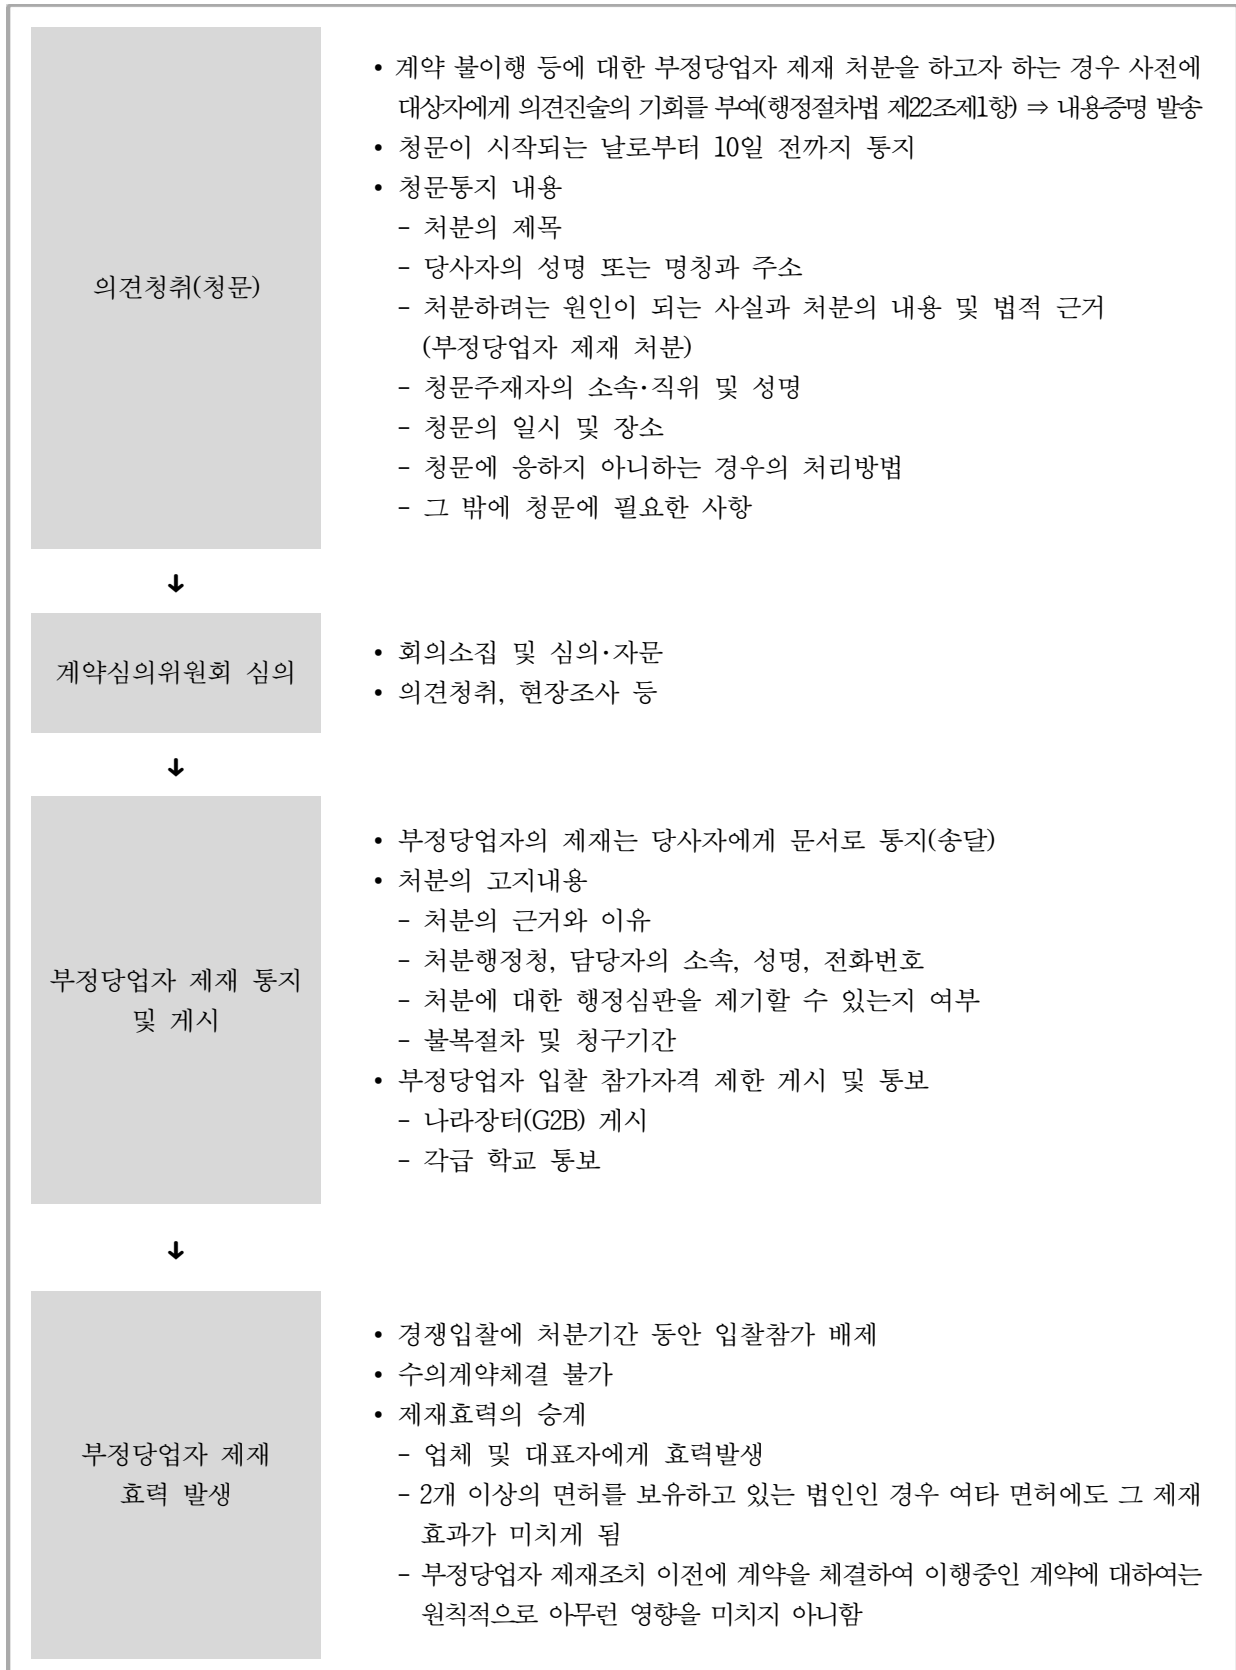 의견청취(청문)
• 계약 불이행 등에 대한 부정당업자 제재 처분을 하고자 하는 경우 사전에
대상자에게 의견진술의 기회를 부여(행정절차법 제22조제1항) ⇒ 내용증명 발송
• 청문이 시작되는 날로부터 10일 전까지 통지
• 청문통지 내용
- 처분의 제목
- 당사자의 성명 또는 명칭과 주소
- 처분하려는 원인이 되는 사실과 처분의 내용 및 법적 근거
(부정당업자 제재 처분)
- 청문주재자의 소속·직위 및 성명
- 청문의 일시 및 장소
- 청문에 응하지 아니하는 경우의 처리방법
- 그 밖에 청문에 필요한 사항
↓
계약심의위원회 심의
• 회의소집 및 심의·자문
• 의견청취, 현장조사 등
↓
부정당업자 제재 통지
및 게시
• 부정당업자의 제재는 당사자에게 문서로 통지(송달)
• 처분의 고지내용
- 처분의 근거와 이유
- 처분행정청, 담당자의 소속, 성명, 전화번호
- 처분에 대한 행정심판을 제기할 수 있는지 여부
- 불복절차 및 청구기간
• 부정당업자 입찰 참가자격 제한 게시 및 통보
- 나라장터(G2B) 게시
- 각급 학교 통보
↓
부정당업자 제재
효력 발생
• 경쟁입찰에 처분기간 동안 입찰참가 배제
• 수의계약체결 불가
• 제재효력의 승계
- 업체 및 대표자에게 효력발생
- 2개 이상의 면허를 보유하고 있는 법인인 경우 여타 면허에도 그 제재
효과가 미치게 됨
- 부정당업자 제재조치 이전에 계약을 체결하여 이행중인 계약에 대하여는
원칙적으로 아무런 영향을 미치지 아니함